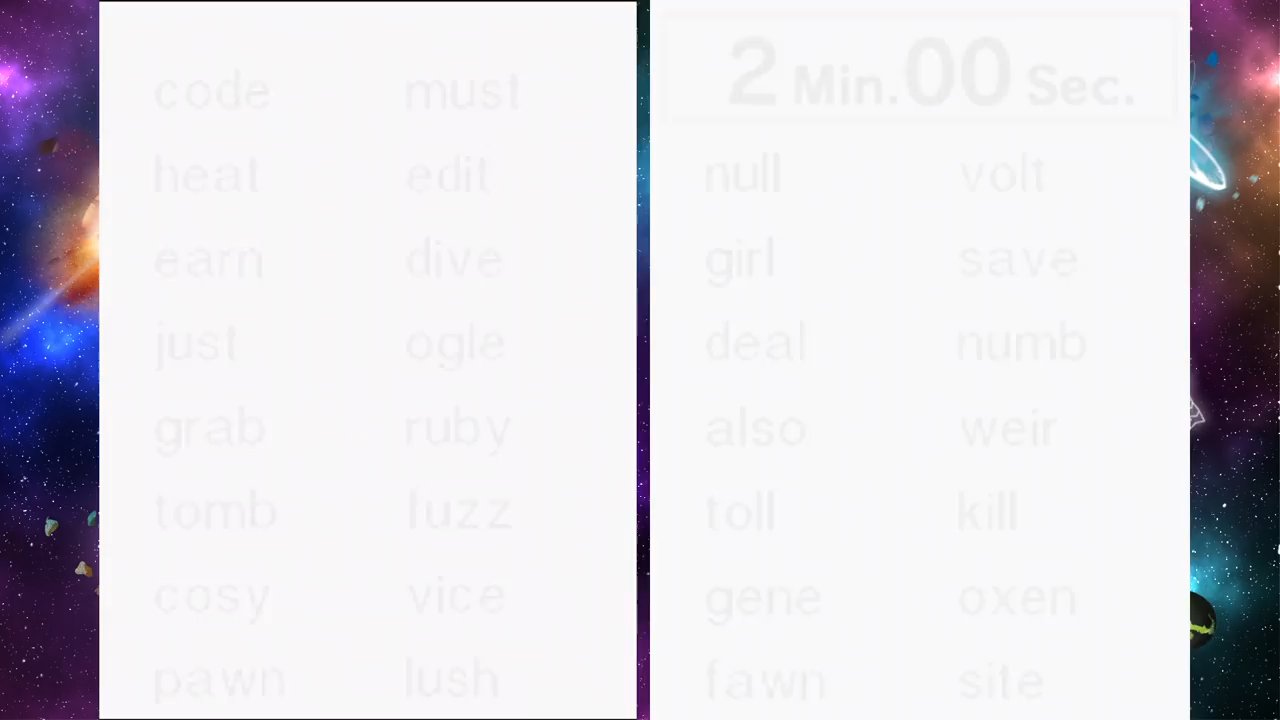 code must
heat edit
earn dive
just ogle
grab ruby
tomb fuzz
cosy vice
pawn lush
2 Min. 00 Sec.
null volt
girl save
deal numb
also weir
toll kill
gene oxen
fawn site